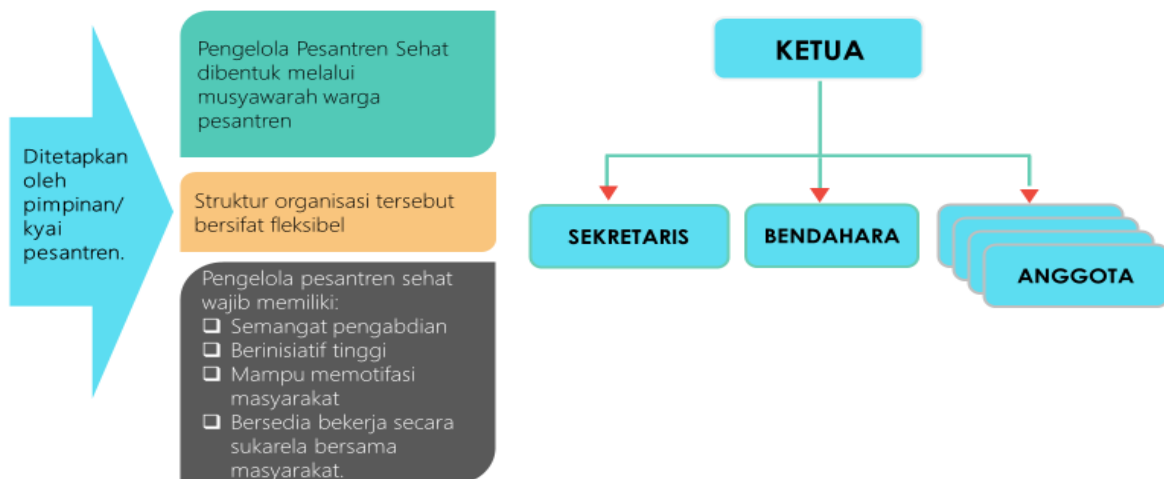 Ditetapkan
oleh
pimpinan/
kyai
pesantren.
Pengelola Pesantren Sehat
dibentuk melalui
musyawarah warga
pesantren
Struktur organisasi tersebut
bersifat fleksibel
Pengelola pesantren sehat
wajib memiliki:
Semangat pengabdian
Berinisiatif tinggi
Mampu memotifasi
masyarakat
Bersedia bekerja secara
sukarela bersama
masyarakat.
KETUA
SEKRETARIS
BENDAHARA
ANGGOTA